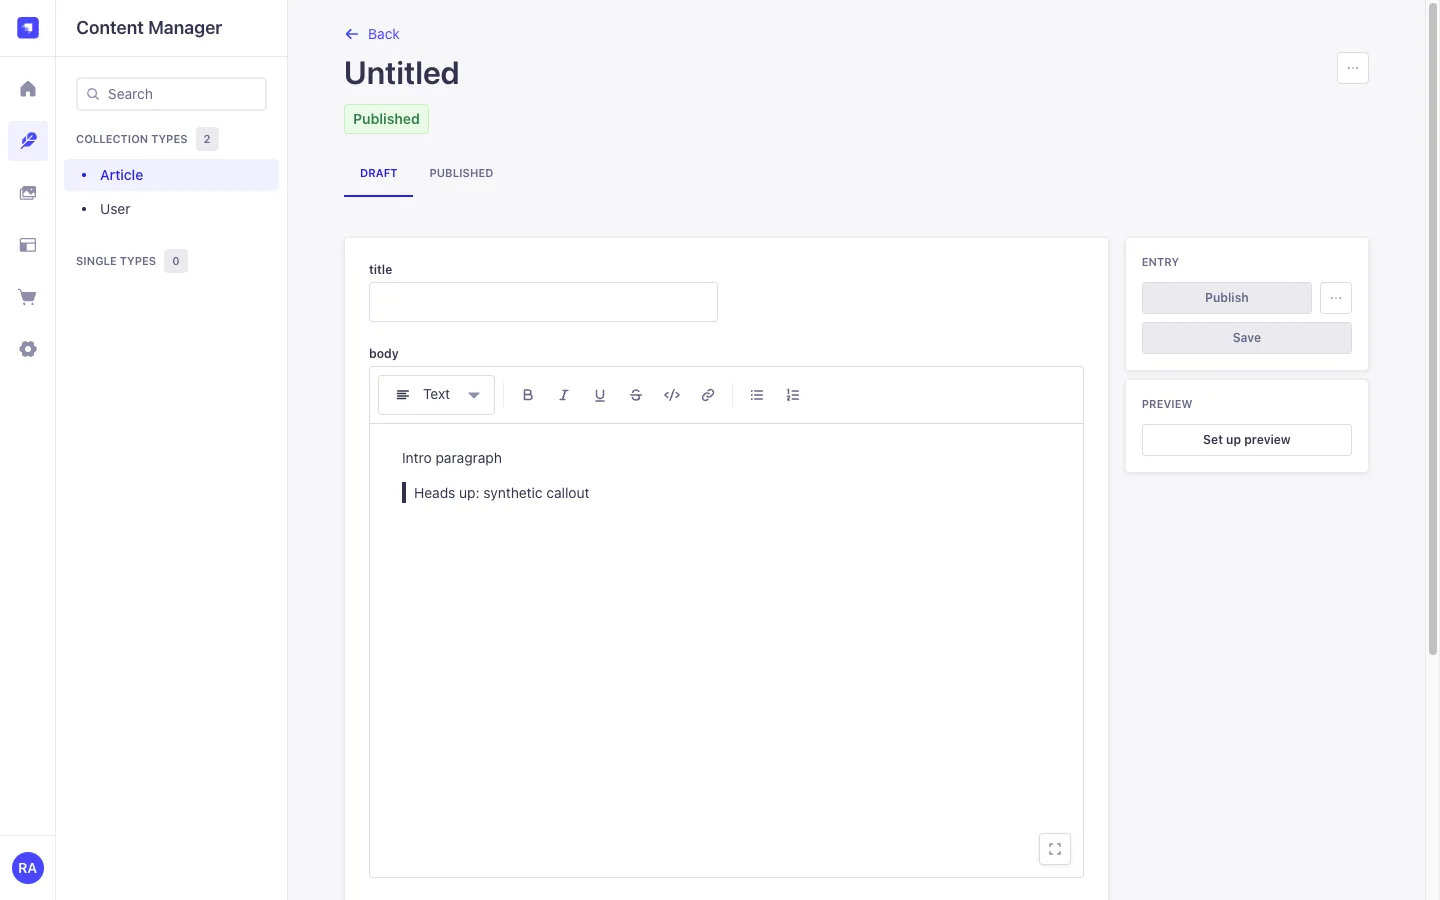 Content Manager
Search
COLLECTION TYPES 2
Article
User
SINGLE TYPES 0
RA
Back
Untitled
Published
DRAFT PUBLISHED
title
body
Text
Intro paragraph
Heads up: synthetic callout
ENTRY
Publish
Save
PREVIEW
Set up preview